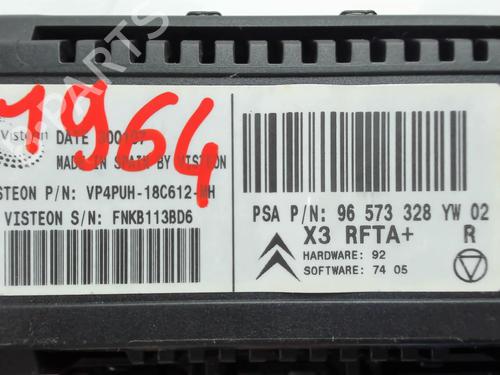 1964
Visteon
DATE
MADE IN SPAIN BY VISTEON
STEON P/N: VP4PUH-18C612-MH
VISTEON S/N: FNKB113BD6
PSA P/N: 96 573 328 YW 02
X3 RFTA+ R
HARDWARE: 92
SOFTWARE: 74 05